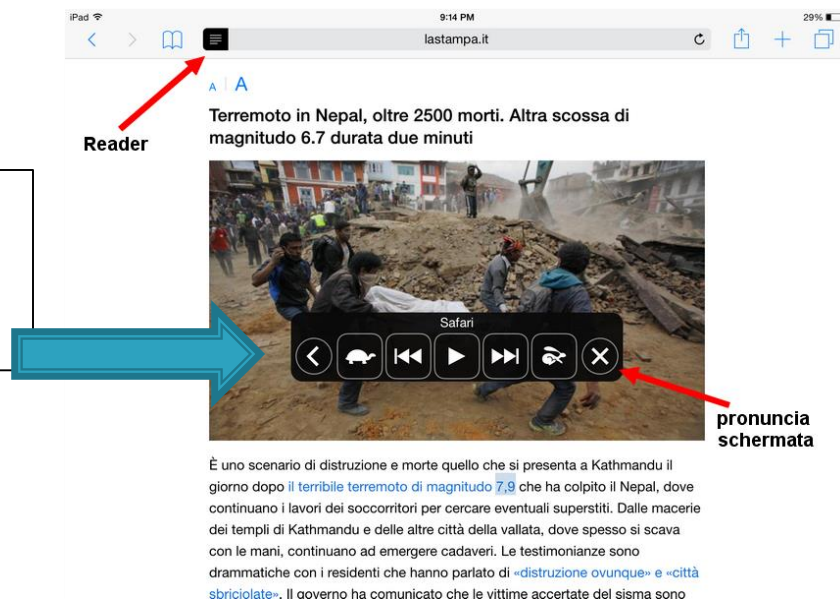 iPad 9:14 PM 29%
lastampa.it
A A
Reader
Terremoto in Nepal, oltre 2500 morti. Altra scossa di
magnitudo 6.7 durata due minuti
Safari
pronuncia
schermata
È uno scenario di distruzione e morte quello che si presenta a Kathmandu il
giorno dopo il terribile terremoto di magnitudo 7,9 che ha colpito il Nepal, dove
continuano i lavori dei soccorritori per cercare eventuali superstiti. Dalle macerie
dei templi di Kathmandu e delle altre città della vallata, dove spesso si scava
con le mani, continuano ad emergere cadaveri. Le testimonianze sono
drammatiche con i residenti che hanno parlato di «distruzione ovunque» e «città
sbriciolate». Il governo ha comunicato che le vittime accertate del sisma sono